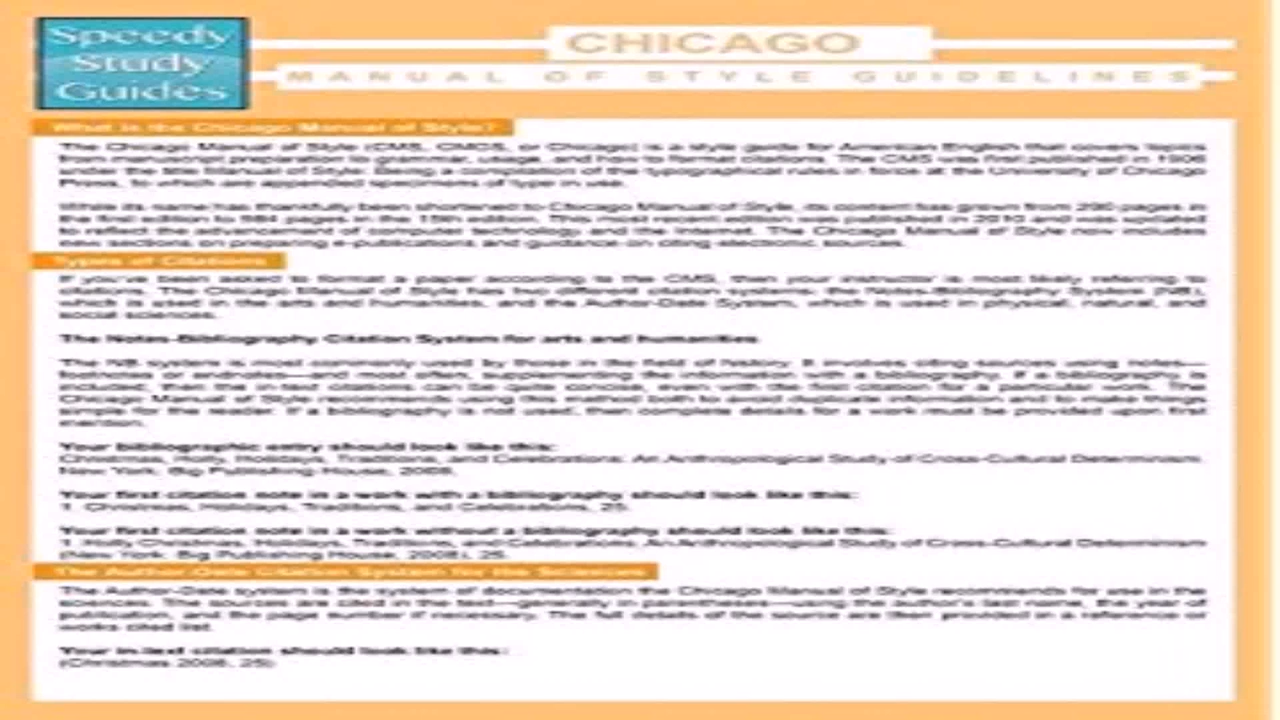 Speedy
Study
Guides
CHICAGO
MANUAL OF STYLE GUIDELINES
What is the Chicago Manual of Style?
The Chicago Manual of Style (CMS, CMOS, or Chicago) is a style guide for American English that covers topics
from manuscript preparation to grammar, usage, and how to format citations. The CMS was first published in 1906
under the title Manual of Style: Being a compilation of the typographical rules in force at the University of Chicago
Press, to which are appended specimens of type in use.
While its name has thankfully been shortened to Chicago Manual of Style, its content has grown from 200 pages in
the first edition to 984 pages in the 15th edition. This most recent edition was published in 2010 and was updated
to reflect the advancement of computer technology and the Internet. The Chicago Manual of Style now includes
new sections on preparing e-publications and guidance on citing electronic sources.
Types of Citations
If you've been asked to format a paper according to the CMS, then your instructor is most likely referring to
citations. The Chicago Manual of Style has two different citation systems, the Notes-Bibliography System (NB),
which is used in the arts and humanities, and the Author-Date System, which is used in physical, natural, and
social sciences.
The Notes-Bibliography Citation System for arts and humanities
The NB system is most commonly used by those in the field of history. It involves citing sources using notes—
footnotes or endnotes—and most often, supplementing the information with a bibliography. If a bibliography is
included, then the in-text citations can be quite concise, even with the first citation for a particular work. The
Chicago Manual of Style recommends using this method both to avoid duplicate information and to make things
simple for the reader. If a bibliography is not used, then complete details for a work must be provided upon first
mention.
Your bibliographic entry should look like this:
Christmas, Holly. Holidays, Traditions, and Celebrations: An Anthropological Study of Cross-Cultural Determinism.
New York: Big Publishing House, 2008.
Your first citation note in a work with a bibliography should look like this:
1. Christmas, Holidays, Traditions, and Celebrations, 25.
Your first citation note in a work without a bibliography should look like this:
1. Holly Christmas, Holidays, Traditions, and Celebrations: An Anthropological Study of Cross-Cultural Determinism
(New York: Big Publishing House, 2008), 25.
The Author-Date Citation System for the Sciences
The Author-Date system is the system of documentation the Chicago Manual of Style recommends for use in the
sciences. The sources are cited in the text—generally in parentheses—using the author's last name, the year of
publication, and the page number if necessary. The full details of the source are then provided in a reference or
works cited list.
Your in-text citation should look like this:
(Christmas 2008, 25)